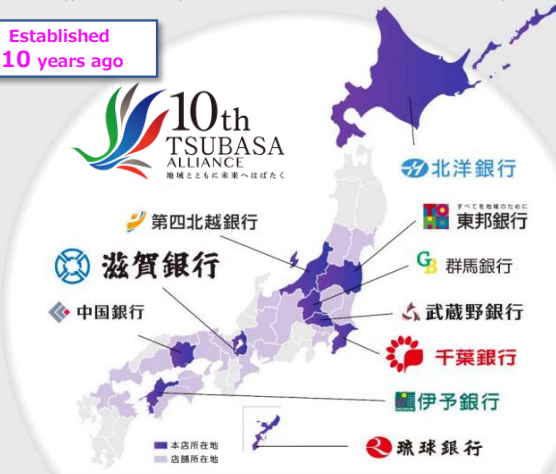 Established
10 years ago
10th
TSUBASA
ALLIANCE
地域とともに未来へはばたく
北洋銀行
すべてを地域のために
東邦銀行
第四北越銀行
滋賀銀行
GB 群馬銀行
中国銀行
武蔵野銀行
千葉銀行
伊予銀行
琉球銀行
本店所在地
店舗所在地